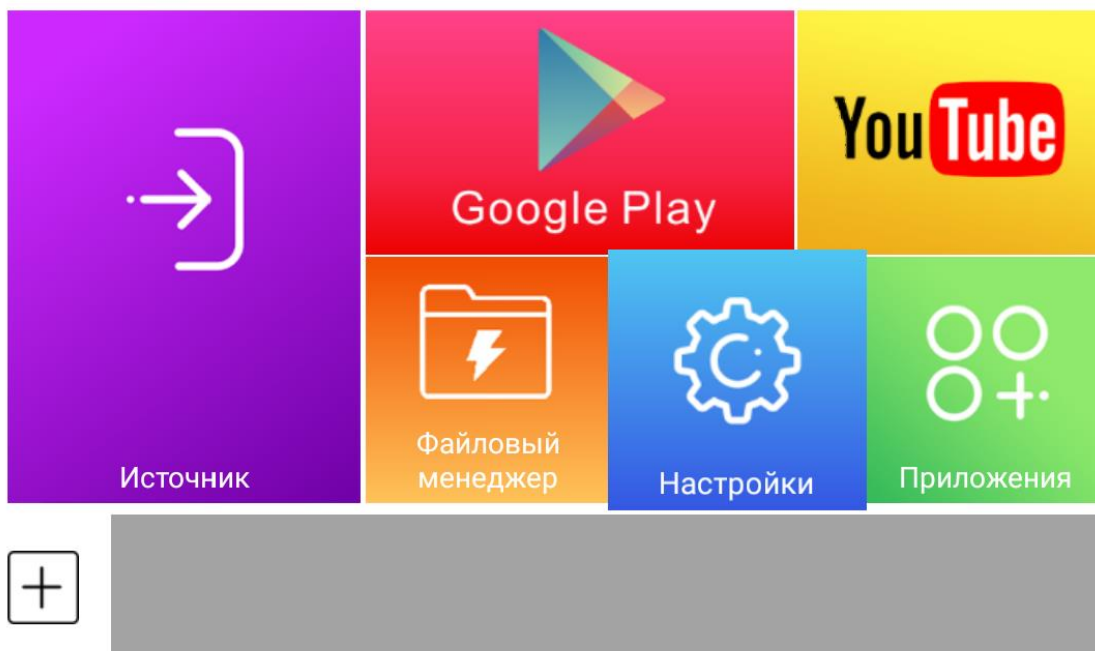 Google Play
YouTube
Источник
Файловый
менеджер
Настройки
Приложения